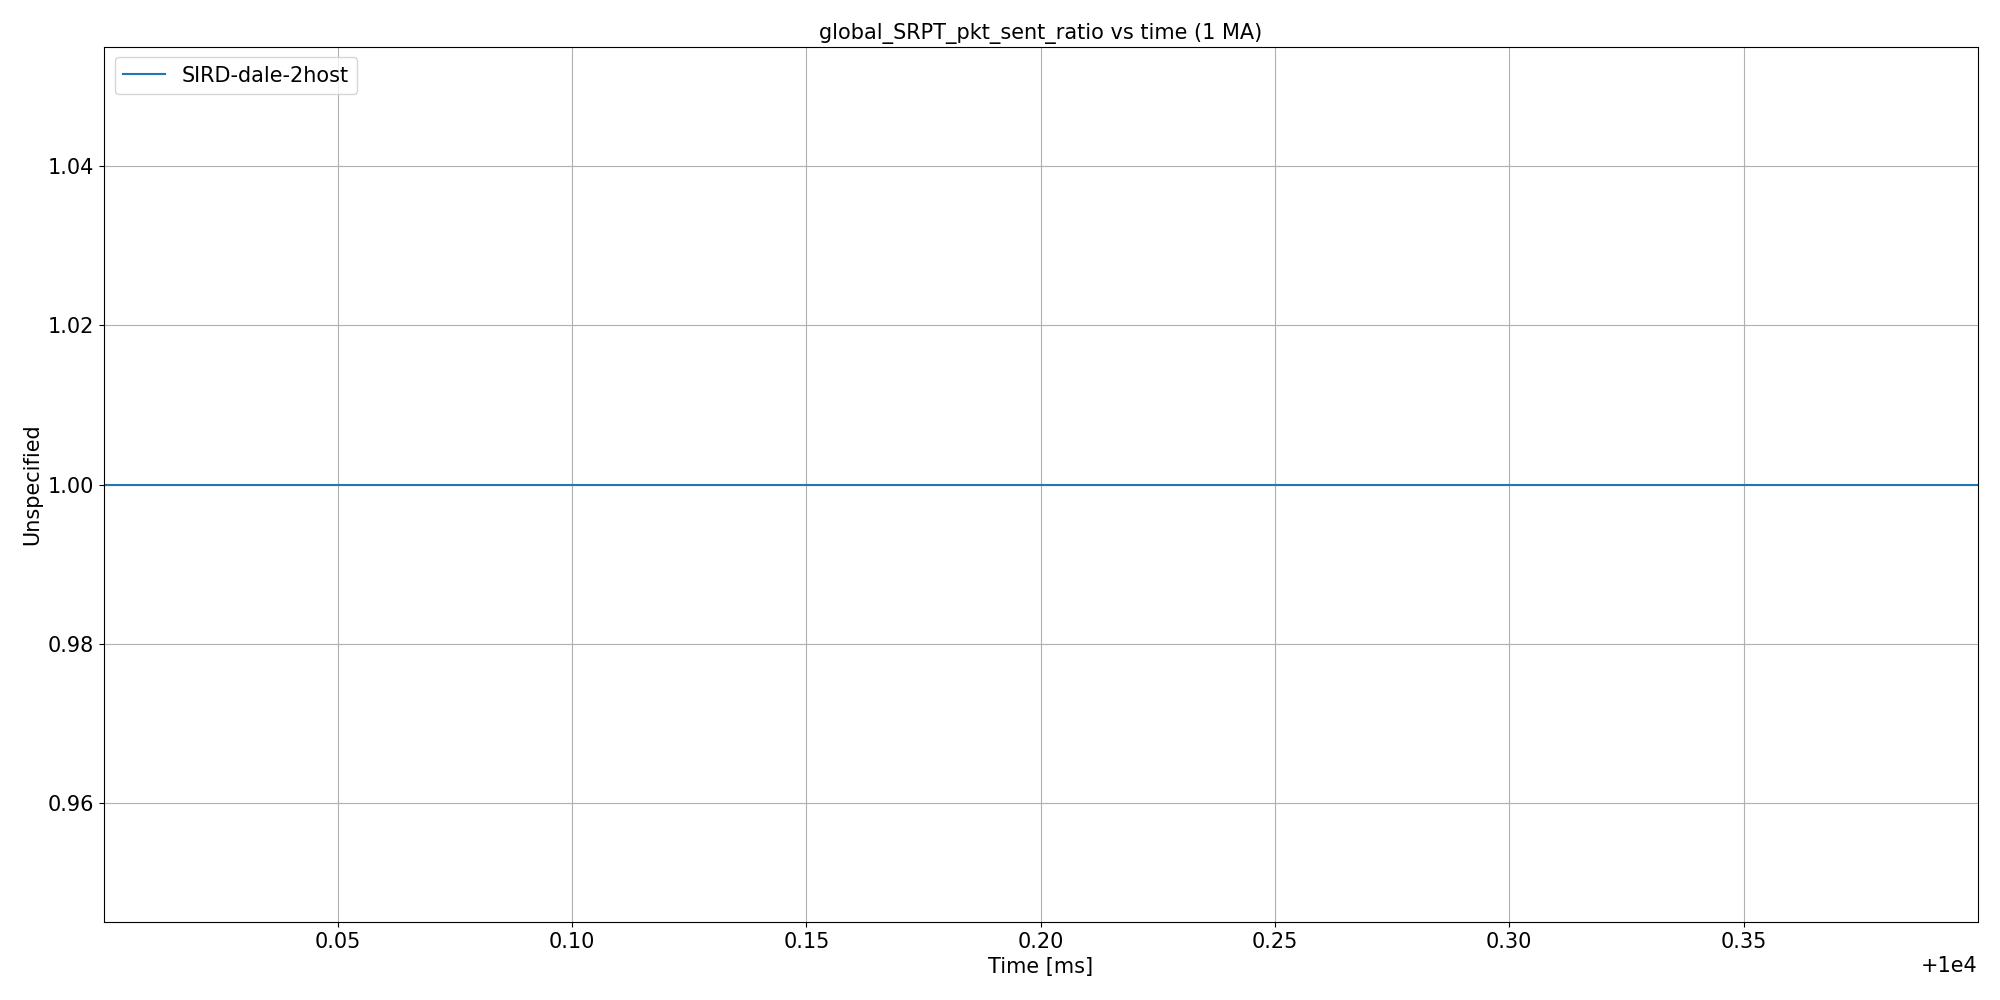 global_SRPT_pkt_sent_ratio vs time (1 MA)
SIRD-dale-2host
Unspecified
1.04
1.02
1.00
0.98
0.96
0.05 0.10 0.15 0.20 0.25 0.30 0.35
Time [ms]
+1e4